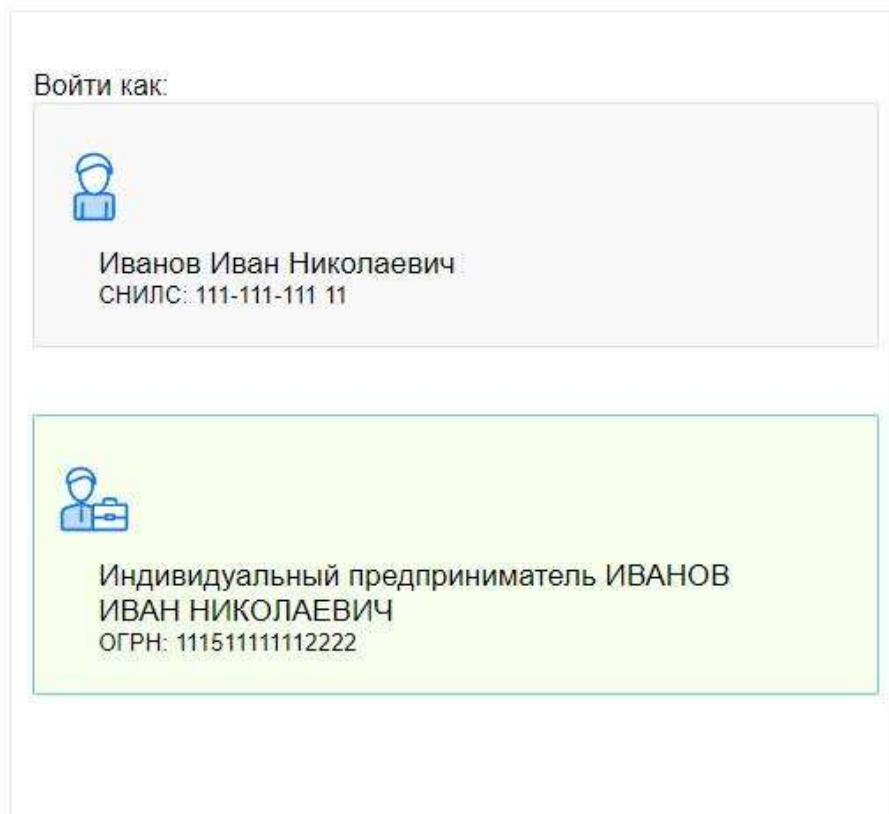 Войти как:
Иванов Иван Николаевич
СНИЛС: 111-111-111 11
Индивидуальный предприниматель ИВАНОВ
ИВАН НИКОЛАЕВИЧ
ОГРН: 111511111112222